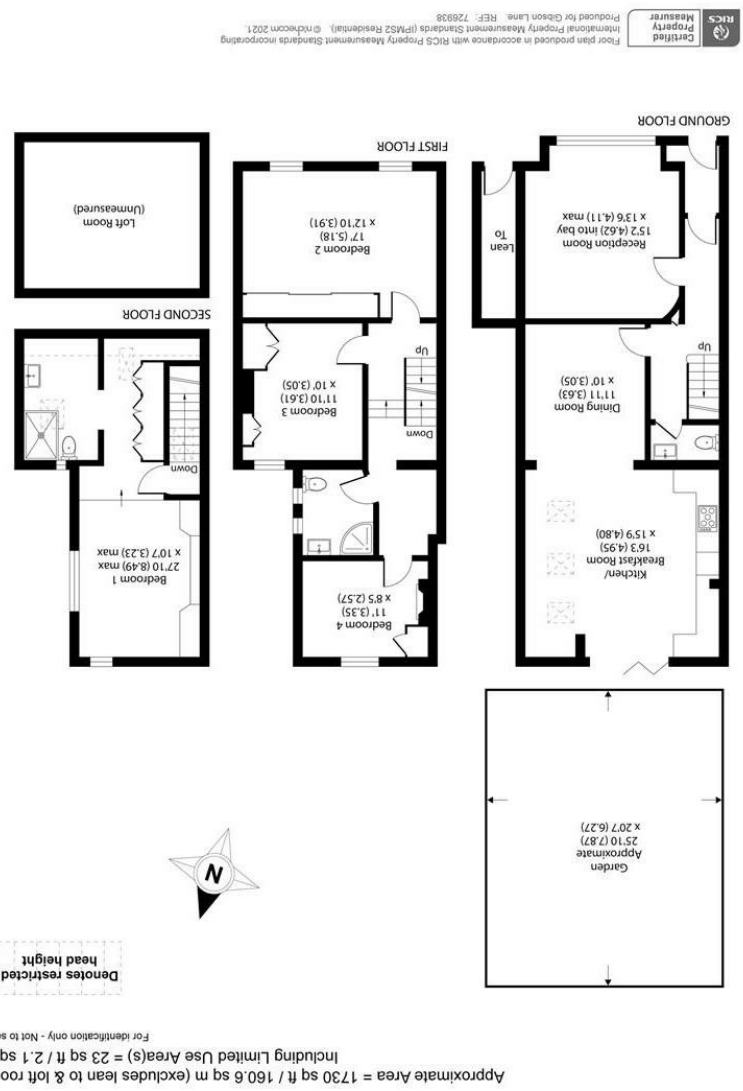 Approximate Area = 1730 sq ft / 160.6 sq m (excludes lean to & loft
Including Limited Use Area(s) = 23 sq ft / 2.1 sq
For identification only - Not to
Denotes restricted
head height
N
Garden
Approximate
25'10 (7.87)
x 20'7 (6.27)
Kitchen/
Breakfast Room
16'3 (4.95)
x 15'9 (4.80)
Dining Room
11'11 (3.63)
x 10' (3.05)
Up
Reception Room
15'2 (4.62) into bay
x 13'6 (4.11) max
Lean
To
GROUND FLOOR
Bedroom 4
11' (3.35)
x 8'5 (2.57)
Down
Up
Bedroom 3
11'10 (3.61)
x 10' (3.05)
Bedroom 2
17' (5.18)
x 12'10 (3.91)
FIRST FLOOR
Bedroom 1
27'10 (8.49) max
x 10'7 (3.23) max
Down
SECOND FLOOR
Loft Room
(Unmeasured)
RICS
Certified
Property
Measurer
Floor plan produced in accordance with RICS Property Measurement Standards incorporating
International Property Measurement Standards (IPMS2 Residential). ©nichecom 2021.
Produced for Gibson Lane. REF: 726938